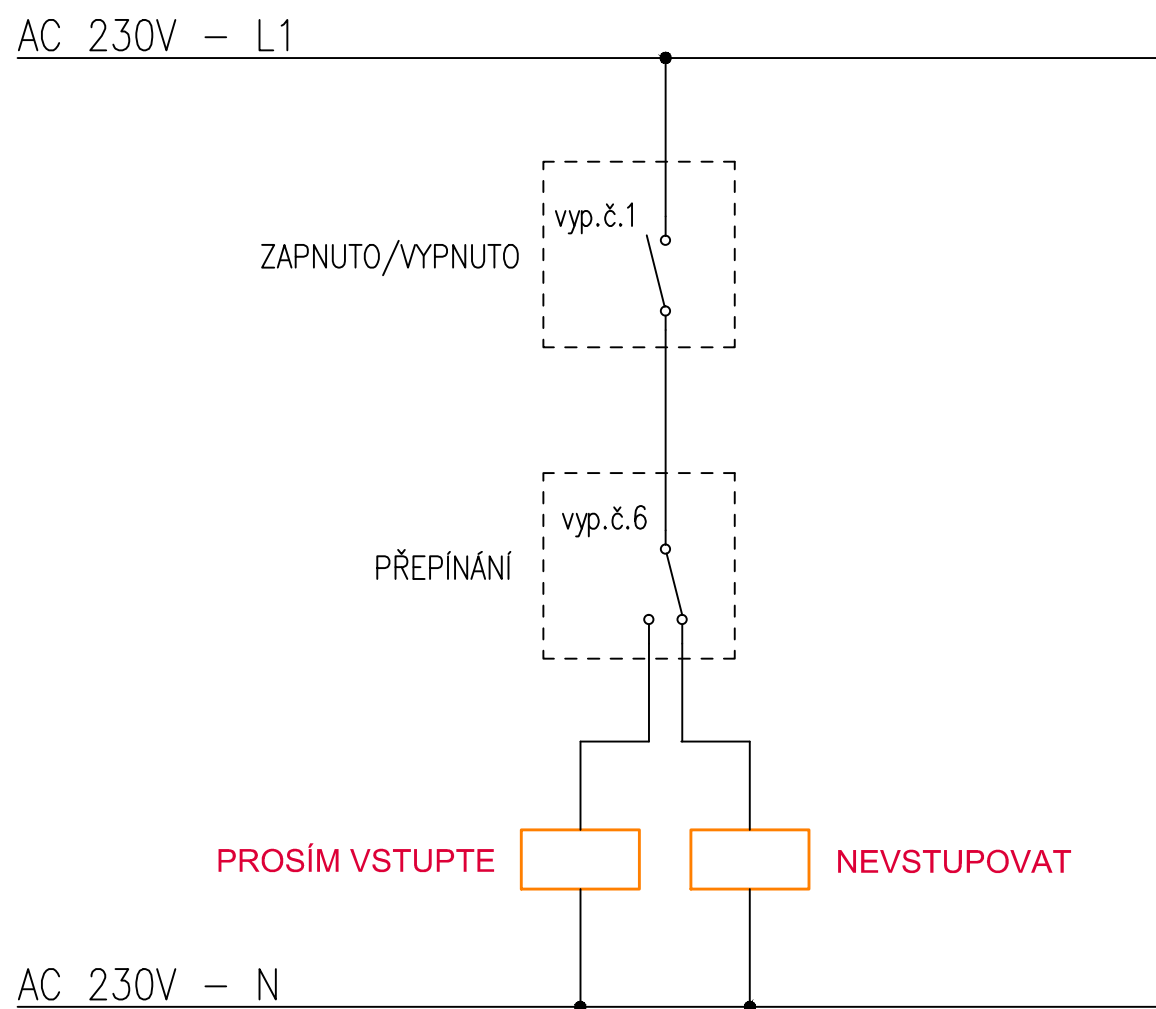 AC 230V - L1
vyp.č.1
ZAPNUTO/VYPNUTO
vyp.č.6
PŘEPÍNÁNÍ
PROSÍM VSTUPTE
NEVSTUPOVAT
AC 230V - N